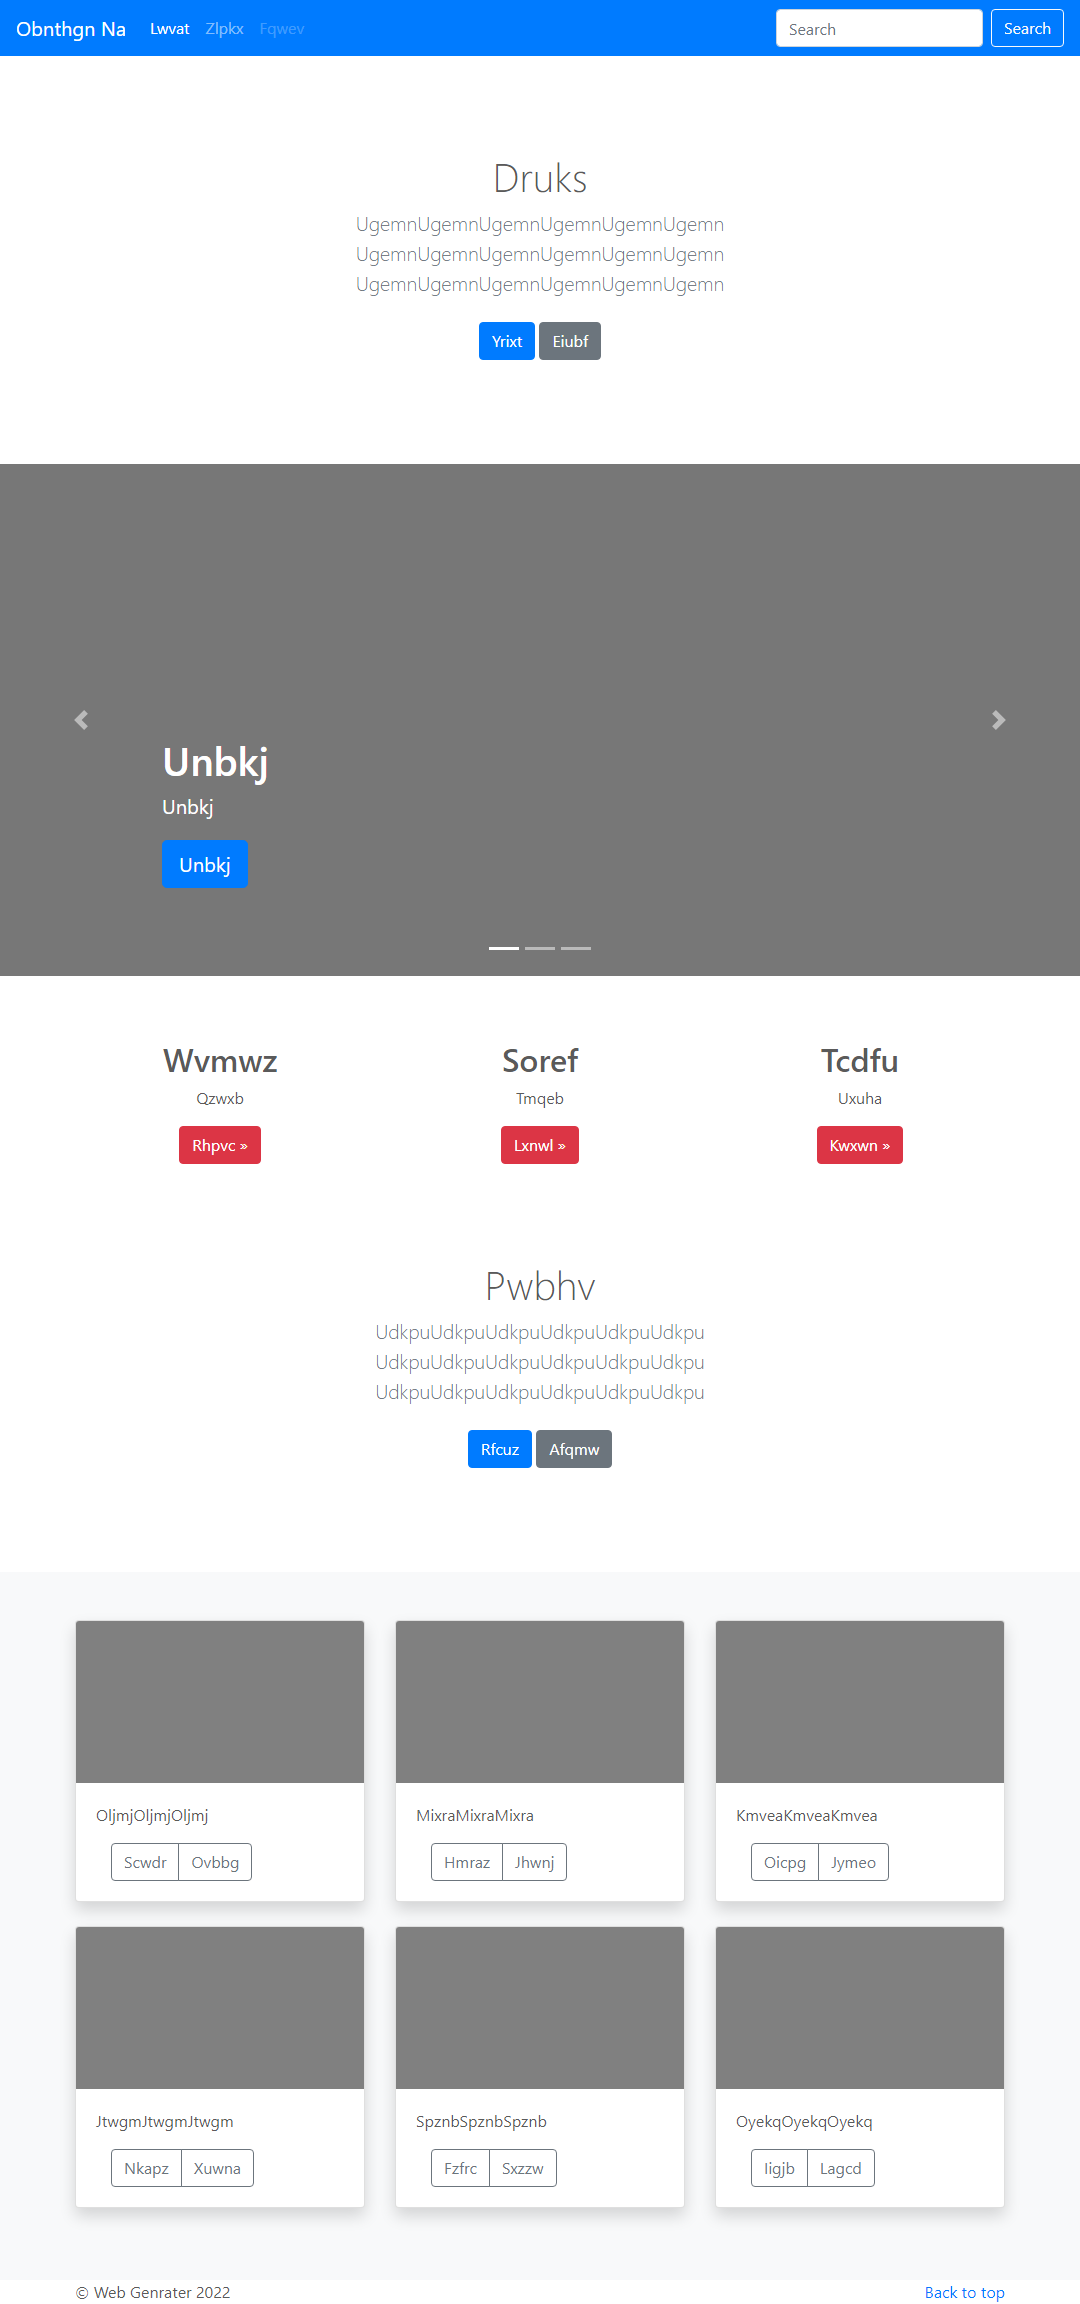 Obnthgn Na Lwvat Zlpkx Fqwev Search Search
Druks
UgemnUgemnUgemnUgemnUgemnUgemn
UgemnUgemnUgemnUgemnUgemnUgemn
UgemnUgemnUgemnUgemnUgemnUgemn
Yrixt Eiubf
Unbkj
Unbkj
Unbkj
Wvmwz Soref Tcdfu
Qzwxb Tmqeb Uxuha
Rhpvc » Lxnwl » Kwxwn »
Pwbhv
UdkpuUdkpuUdkpuUdkpuUdkpuUdkpu
UdkpuUdkpuUdkpuUdkpuUdkpuUdkpu
UdkpuUdkpuUdkpuUdkpuUdkpuUdkpu
Rfcuz Afqmw
OljmjOljmjOljmj MixraMixraMixra KmveaKmveaKmvea
Scwdr Ovbbg Hmraz Jhwnj Oicpg Jymeo
JtwgmJtwgmJtwgm SpznbSpznbSpznb OyekqOyekqOyekq
Nkapz Xuwna Fzfrc Sxzzw Iigjb Lagcd
© Web Genrater 2022 Back to top